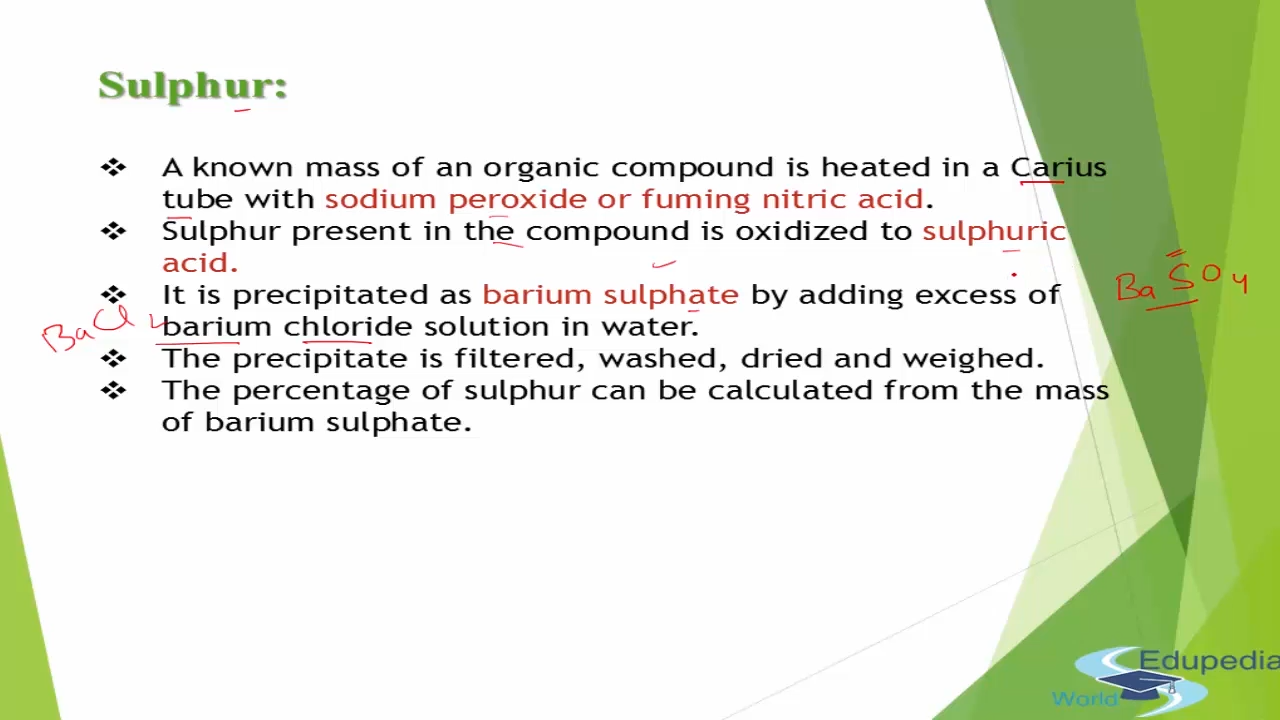 Sulphur:
❖ A known mass of an organic compound is heated in a Carius
tube with sodium peroxide or fuming nitric acid.
❖ Sulphur present in the compound is oxidized to sulphuric
acid.
❖ It is precipitated as barium sulphate by adding excess of
BaSO4
BaCl2
barium chloride solution in water.
❖ The precipitate is filtered, washed, dried and weighed.
❖ The percentage of sulphur can be calculated from the mass
of barium sulphate.
Edupedia
World